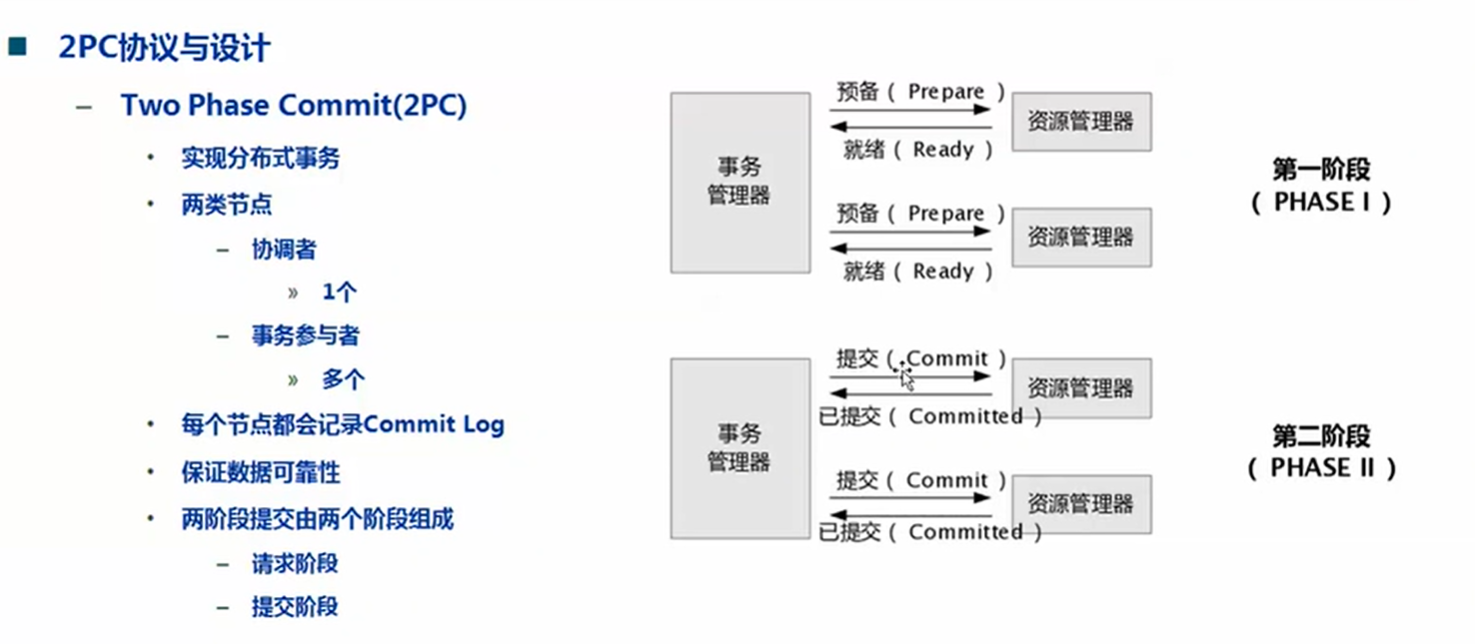 2PC协议与设计
Two Phase Commit(2PC)
实现分布式事务
两类节点
协调者
1个
事务参与者
多个
每个节点都会记录Commit Log
保证数据可靠性
两阶段提交由两个阶段组成
请求阶段
提交阶段
事务
管理器
预备（ Prepare ）
就绪（ Ready ）
资源管理器
预备（ Prepare ）
就绪（ Ready ）
资源管理器
第一阶段
（ PHASE I ）
事务
管理器
提交（ Commit ）
已提交（ Committed ）
资源管理器
提交（ Commit ）
已提交（ Committed ）
资源管理器
第二阶段
（ PHASE II ）